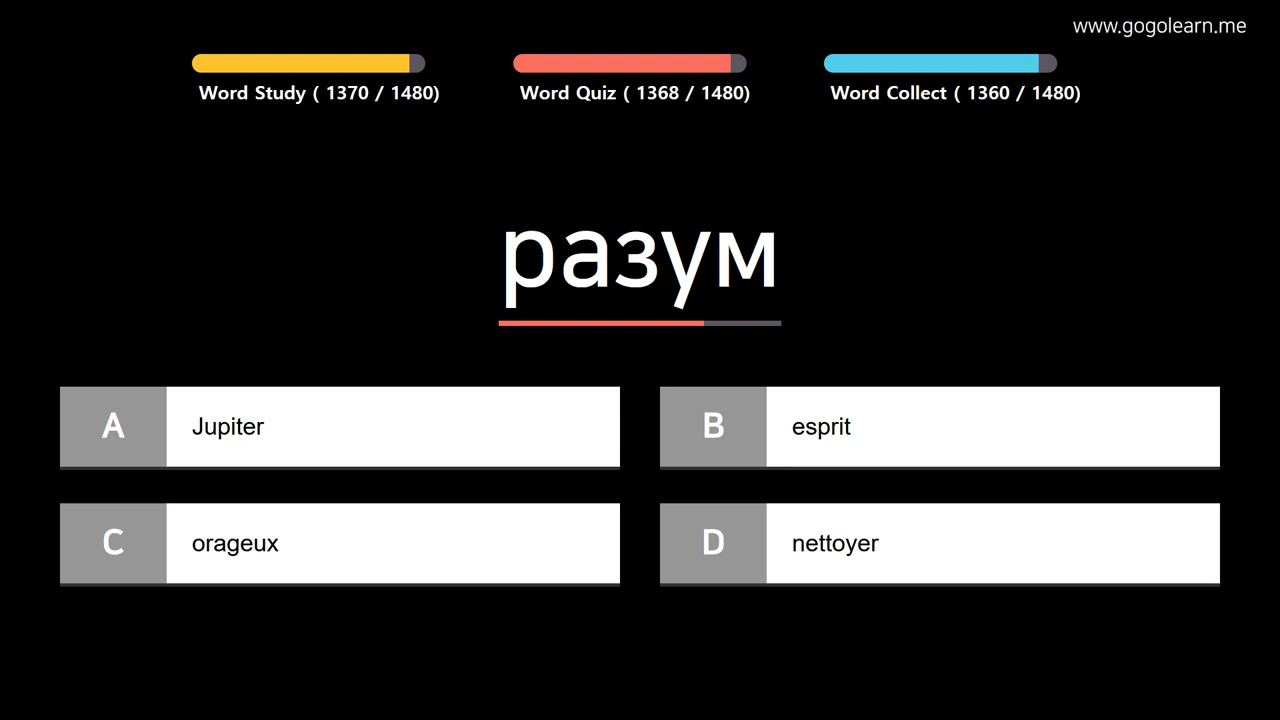 www.gogolearn.me
Word Study ( 1370 / 1480)
Word Quiz ( 1368 / 1480)
Word Collect ( 1360 / 1480)
разум
A Jupiter
B esprit
C orageux
D nettoyer